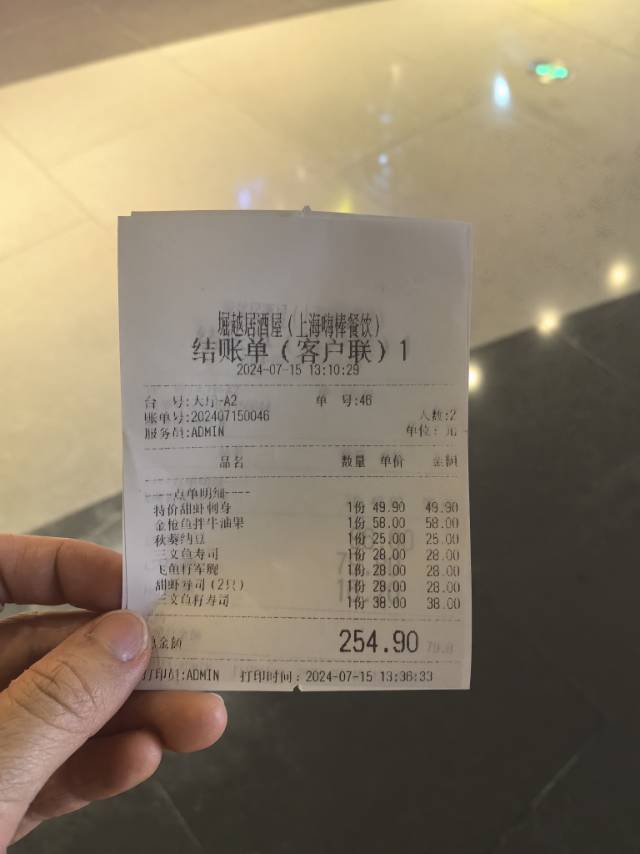 堀越居酒屋(上海嗨棒餐饮)
结账单(客户联)1
2024-07-15 13:10:29
台 号:大厅-A2 单 号:46
账单号:202407150046 人数:2
服务员:ADMIN 单位: 元
品名 数量 单价 金额
----点单明细----
特价甜虾刺身 1份 49.90 49.90
金枪鱼拌牛油果 1份 58.00 58.00
秋葵纳豆 1份 25.00 25.00
三文鱼寿司 1份 28.00 28.00
飞鱼籽军舰 1份 28.00 28.00
甜虾寿司(2只) 1份 28.00 28.00
三文鱼籽寿司 1份 38.00 38.00
总金额 254.90
打印员:ADMIN 打印时间:2024-07-15 13:36:33